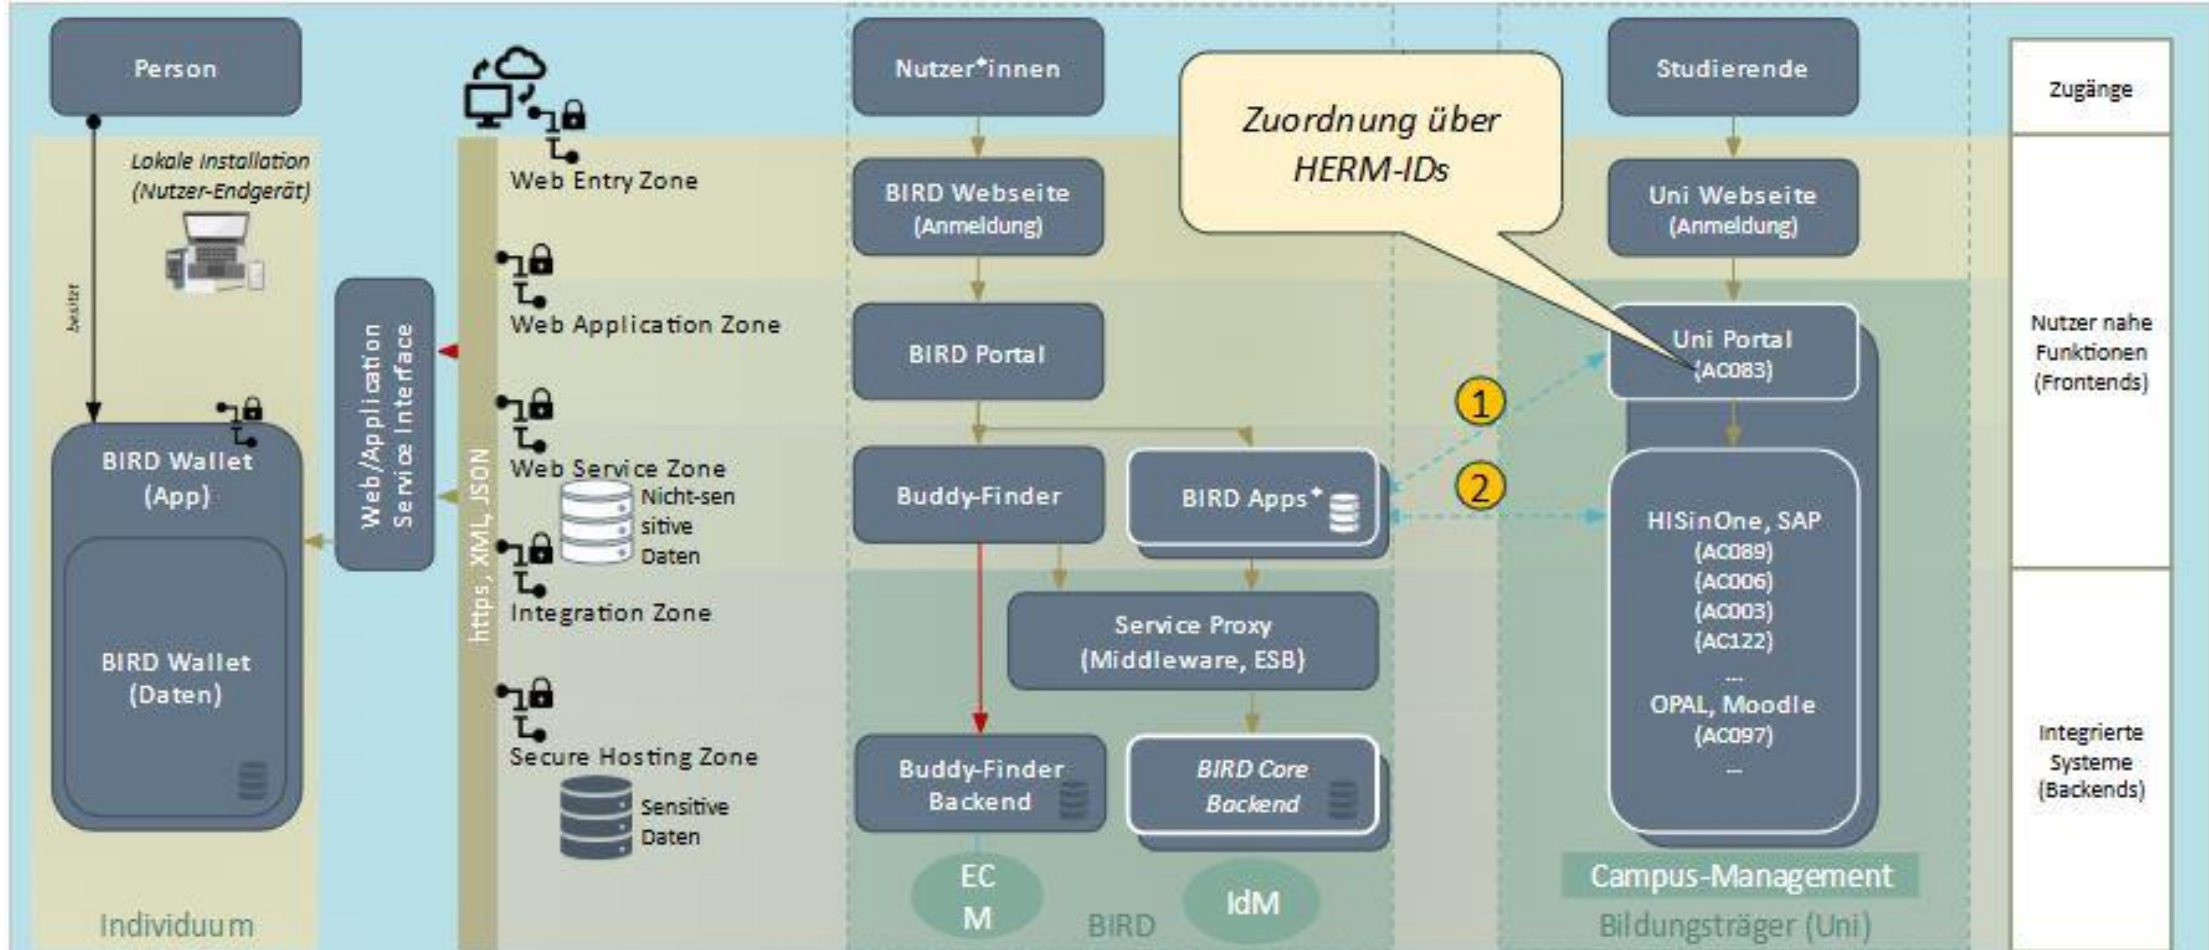 Person
Lokale Installation
(Nutzer-Endgerät)
besitzt
BIRD Wallet
(App)
BIRD Wallet
(Daten)
Individuum
Web/Application
Service Interface
https, XML, JSON
Web Entry Zone
Web Application Zone
Web Service Zone
Nicht-sen
sitive
Daten
Integration Zone
Secure Hosting Zone
Sensitive
Daten
Nutzer*innen
BIRD Webseite
(Anmeldung)
BIRD Portal
Buddy-Finder
BIRD Apps*
Service Proxy
(Middleware, ESB)
Buddy-Finder
Backend
BIRD Core
Backend
EC
M
IdM
BIRD
Zuordnung über
HERM-IDs
1
2
Studierende
Uni Webseite
(Anmeldung)
Uni Portal
(AC083)
HISinOne, SAP
(AC089)
(AC006)
(AC003)
(AC122)
...
OPAL, Moodle
(AC097)
...
Campus-Management
Bildungsträger (Uni)
Zugänge
Nutzer nahe
Funktionen
(Frontends)
Integrierte
Systeme
(Backends)